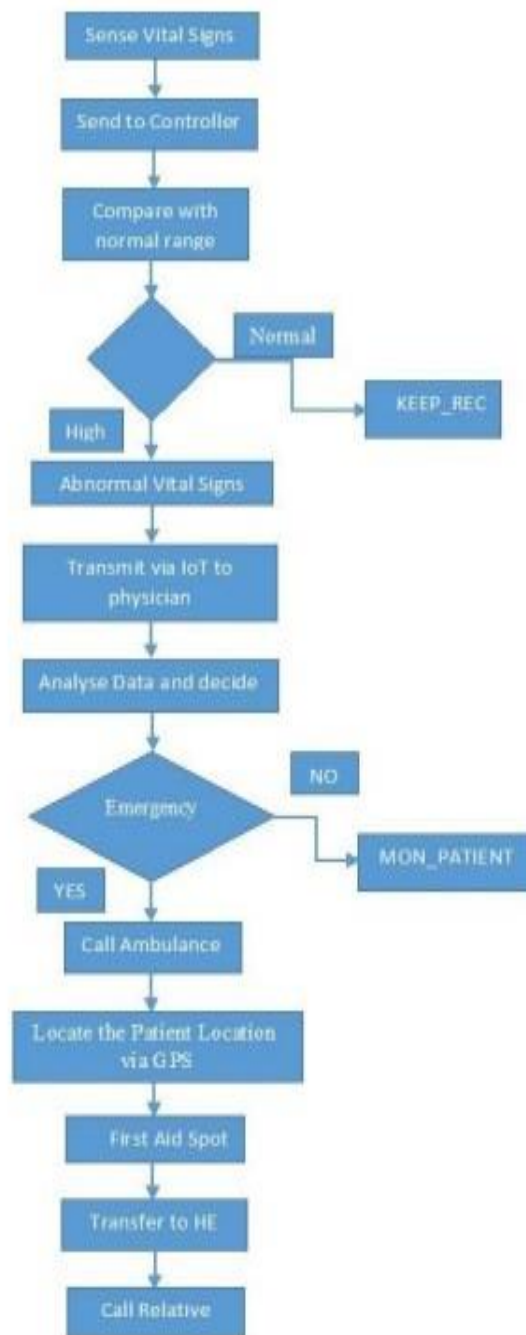 Sense Vital Signs
Send to Controller
Compare with
normal range
Normal
KEEP_REC
High
Abnormal Vital Signs
Transmit via IoT to
physician
Analyse Data and decide
Emergency
NO
MON_PATIENT
YES
Call Ambulance
Locate the Patient Location
via GPS
First Aid Spot
Transfer to HE
Call Relative